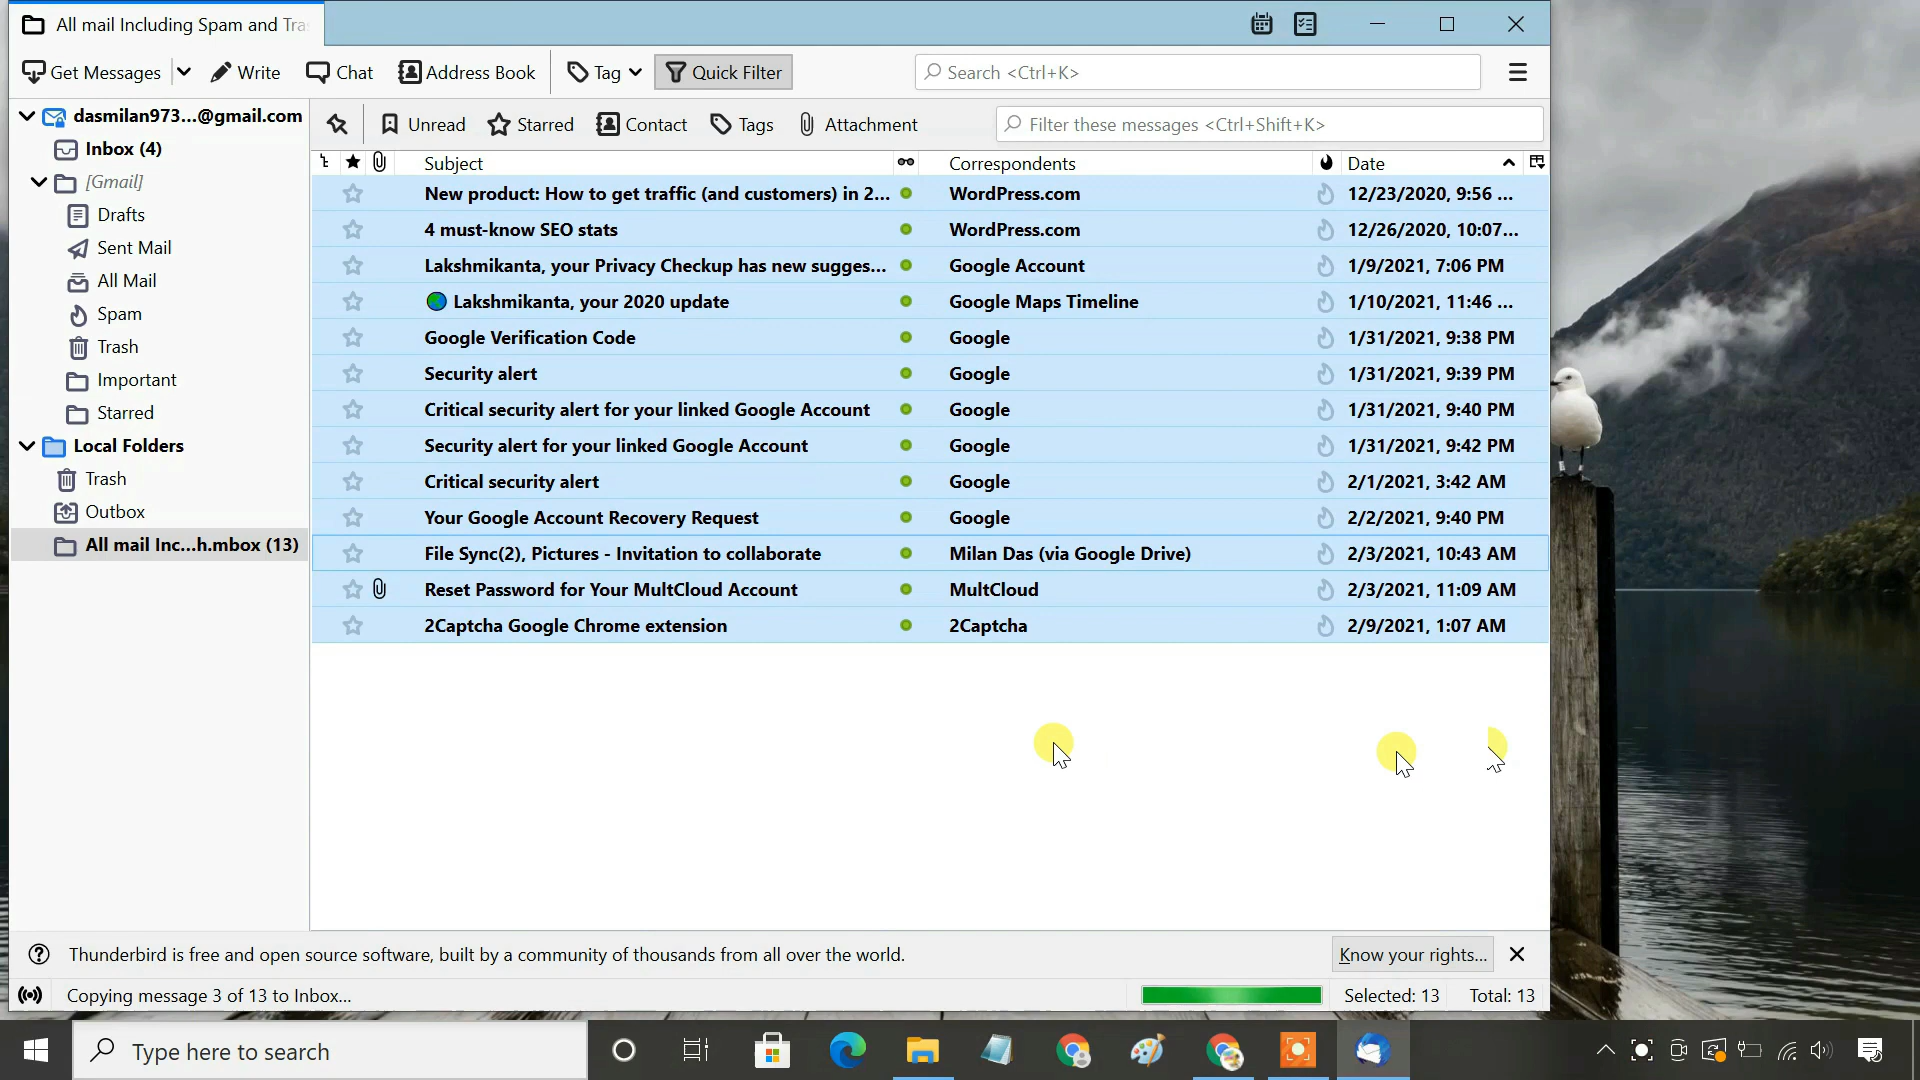 All mail Including Spam and Tra
Get Messages
Write
Chat
Address Book
Tag
Quick Filter
Search <Ctrl+K>
dasmilan973...@gmail.com
Inbox (4)
[Gmail]
Drafts
Sent Mail
All Mail
Spam
Trash
Important
Starred
Local Folders
Trash
Outbox
All mail Inc...h.mbox (13)
Unread
Starred
Contact
Tags
Attachment
Filter these messages <Ctrl+Shift+K>
Subject Correspondents Date
New product: How to get traffic (and customers) in 2... WordPress.com 12/23/2020, 9:56 ...
4 must-know SEO stats WordPress.com 12/26/2020, 10:07...
Lakshmikanta, your Privacy Checkup has new sugges... Google Account 1/9/2021, 7:06 PM
Lakshmikanta, your 2020 update Google Maps Timeline 1/10/2021, 11:46 ...
Google Verification Code Google 1/31/2021, 9:38 PM
Security alert Google 1/31/2021, 9:39 PM
Critical security alert for your linked Google Account Google 1/31/2021, 9:40 PM
Security alert for your linked Google Account Google 1/31/2021, 9:42 PM
Critical security alert Google 2/1/2021, 3:42 AM
Your Google Account Recovery Request Google 2/2/2021, 9:40 PM
File Sync(2), Pictures - Invitation to collaborate Milan Das (via Google Drive) 2/3/2021, 10:43 AM
Reset Password for Your MultCloud Account MultCloud 2/3/2021, 11:09 AM
2Captcha Google Chrome extension 2Captcha 2/9/2021, 1:07 AM
Thunderbird is free and open source software, built by a community of thousands from all over the world.
Know your rights...
Copying message 3 of 13 to Inbox...
Selected: 13 Total: 13
Type here to search